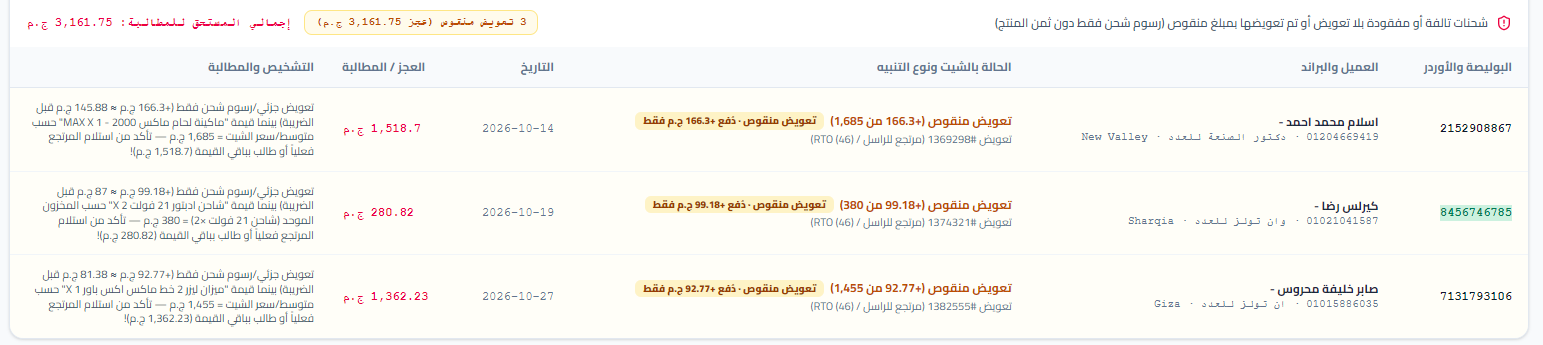 شحنات تالفة أو مفقودة بلا تعويض أو تم تعويضها بمبلغ منقوص (رسوم شحن فقط دون ثمن المنتج)
3 تعويض منقوص (عجز 3,161.75 ج.م)
إجمالي المستحق للمطالبة: 3,161.75 ج.م
البوليصة والأوردر
العميل والبراند
الحالة بالشيت ونوع التنبيه
التاريخ
العجز / المطالبة
التشخيص والمطالبة
2152908867
اسلام محمد احمد -
01204669419 · دكتور الصنعة للعدد · New Valley
تعويض منقوص (+166.3 من 1,685)
تعويض منقوص · دُفع +166.3 ج.م فقط
تعويض #1369298 (مرتجع للراسل / RTO (46)
2026-10-14
1,518.7 ج.م
تعويض جزئي/رسوم شحن فقط (+166.3 ج.م ≈ 145.88 ج.م قبل
الضريبة) بينما قيمة "ماكينة لحام ماكس 2000 - MAX X 1" حسب
متوسط/سعر الشيت = 1,685 ج.م — تأكد من استلام المرتجع
فعلياً أو طالب بباقي القيمة (1,518.7 ج.م)!
8456746785
كيرلس رضا -
01021041587 · وان تولز للعدد · Sharqia
تعويض منقوص (+99.18 من 380)
تعويض منقوص · دُفع +99.18 ج.م فقط
تعويض #1374321 (مرتجع للراسل / RTO (46)
2026-10-19
280.82 ج.م
تعويض جزئي/رسوم شحن فقط (+99.18 ج.م ≈ 87 ج.م قبل
الضريبة) بينما قيمة "شاحن ادبتور 21 فولت X 2" حسب المخزون
الموحد (شاحن 21 فولت ×2) = 380 ج.م — تأكد من استلام
المرتجع فعلياً أو طالب بباقي القيمة (280.82 ج.م)!
7131793106
صابر خليفة محروس -
01015886035 · ان تولز للعدد · Giza
تعويض منقوص (+92.77 من 1,455)
تعويض منقوص · دُفع +92.77 ج.م فقط
تعويض #1382555 (مرتجع للراسل / RTO (46)
2026-10-27
1,362.23 ج.م
تعويض جزئي/رسوم شحن فقط (+92.77 ج.م ≈ 81.38 ج.م قبل
الضريبة) بينما قيمة "ميزان ليزر 2 خط ماكس اكس باور X 1" حسب
متوسط/سعر الشيت = 1,455 ج.م — تأكد من استلام المرتجع
فعلياً أو طالب بباقي القيمة (1,362.23 ج.م)!